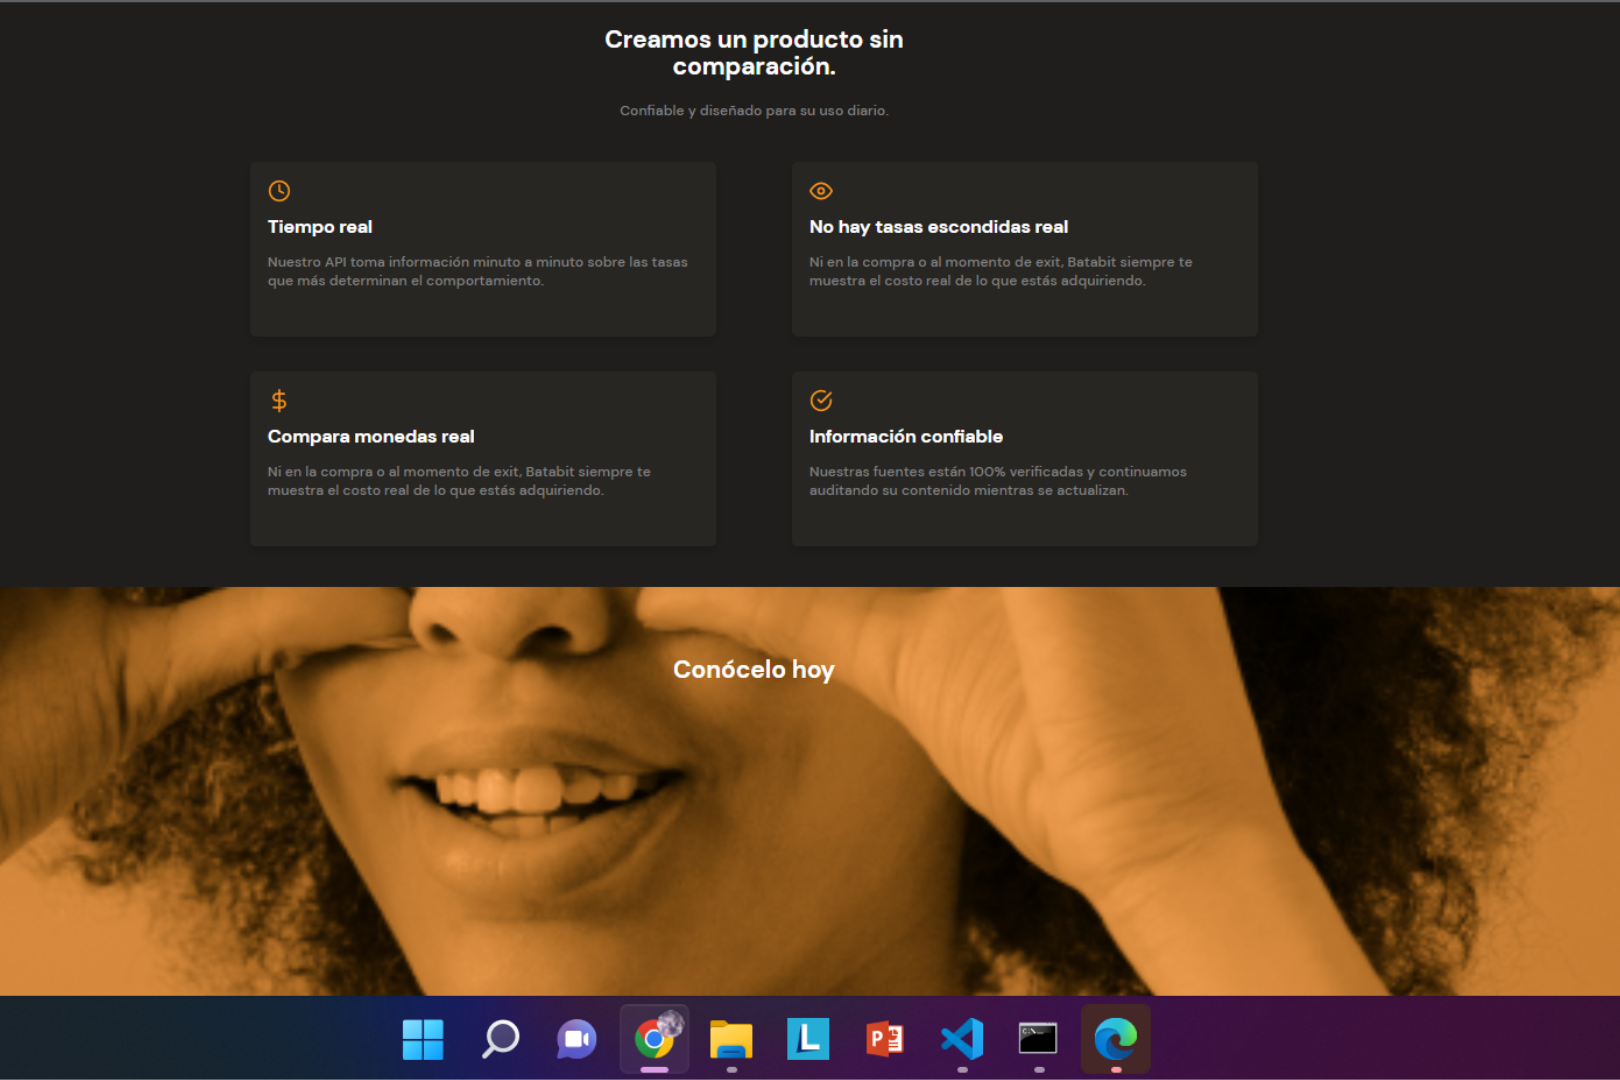 Creamos un producto sin
comparación.
Confiable y diseñado para su uso diario.
Tiempo real
Nuestro API toma información minuto a minuto sobre las tasas
que más determinan el comportamiento.
No hay tasas escondidas real
Ni en la compra o al momento de exit, Batabit siempre te
muestra el costo real de lo que estás adquiriendo.
Compara monedas real
Ni en la compra o al momento de exit, Batabit siempre te
muestra el costo real de lo que estás adquiriendo.
Información confiable
Nuestras fuentes están 100% verificadas y continuamos
auditando su contenido mientras se actualizan.
Conócelo hoy
L
P